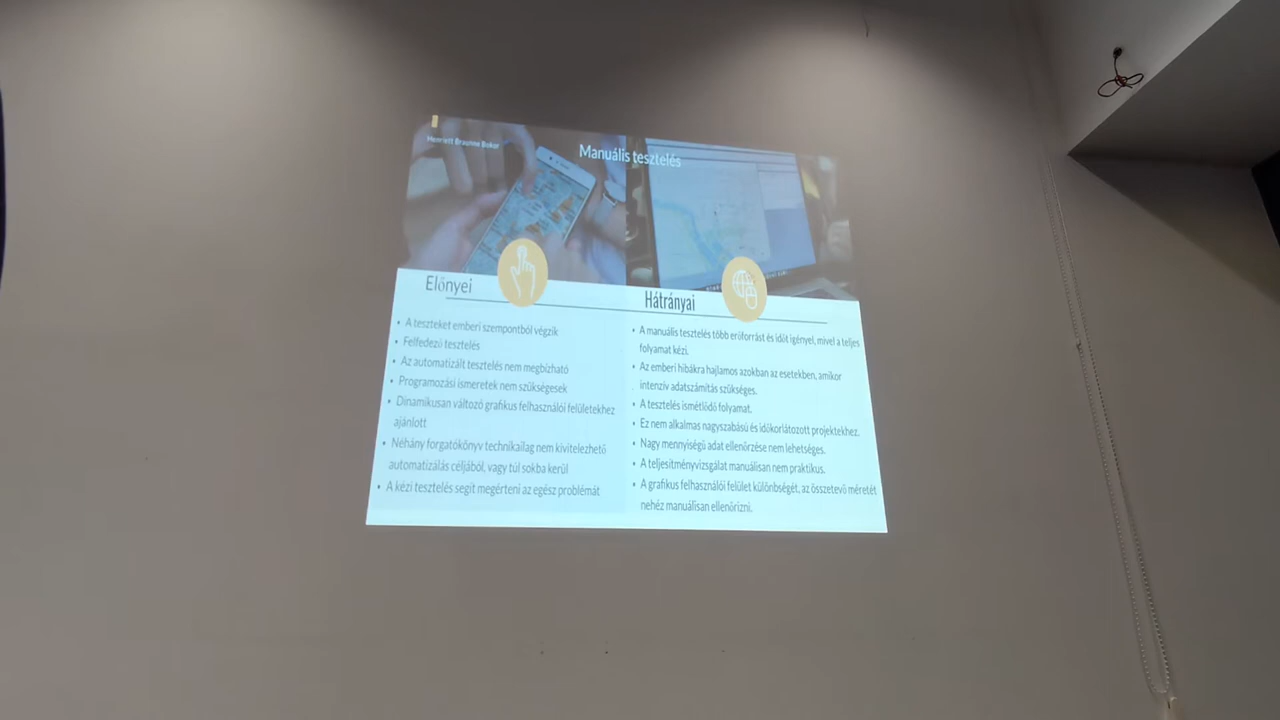 Henriett Braunne Bokor
Manuális tesztelés
Előnyei
• A teszteket emberi szempontból végzik
• Felfedező tesztelés
• Az automatizált tesztelés nem megbízható
• Programozási ismeretek nem szükségesek
• Dinamikusan változó grafikus felhasználói felületekhez
ajánlott
• Néhány forgatókönyv technikailag nem kivitelezhető
automatizálás céljából, vagy túl sokba kerül
• A kézi tesztelés segít megérteni az egész problémát
Hátrányai
• A manuális tesztelés több erőforrást és időt igényel, mivel a teljes
folyamat kézi.
• Az emberi hibákra hajlamos azokban az esetekben, amikor
intenzív adatszámítás szükséges.
• A tesztelés ismétlődő folyamat.
• Ez nem alkalmas nagyszabású és időkorlátozott projektekhez.
• Nagy mennyiségű adat ellenőrzése nem lehetséges.
• A teljesítményvizsgálat manuálisan nem praktikus.
• A grafikus felhasználói felület különbségét, az összetevő méretét
nehéz manuálisan ellenőrizni.